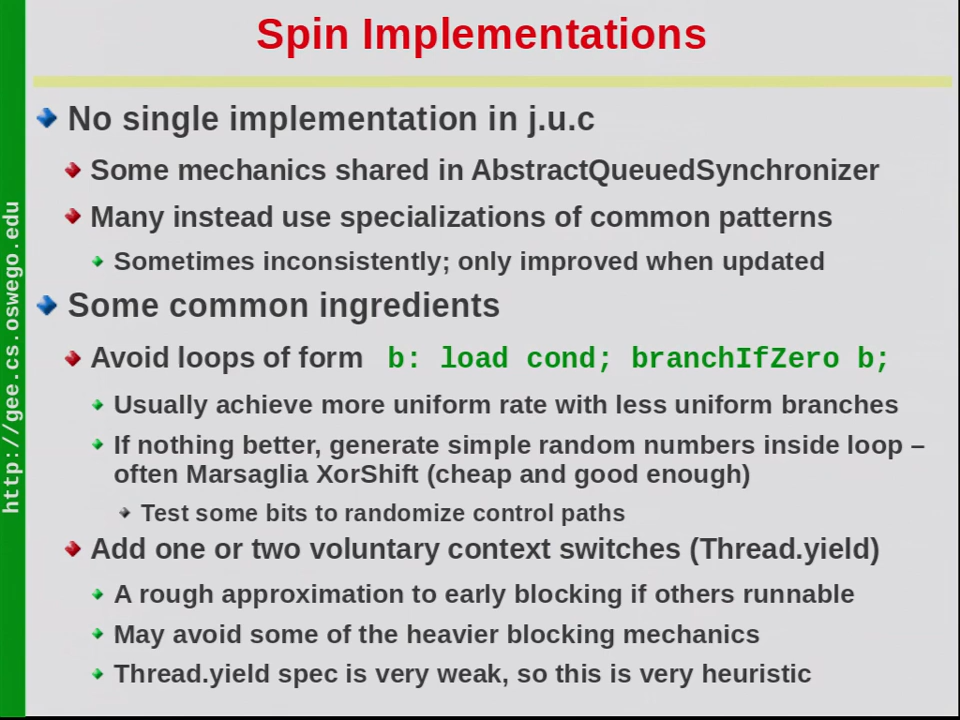 Spin Implementations
No single implementation in j.u.c
Some mechanics shared in AbstractQueuedSynchronizer
Many instead use specializations of common patterns
Sometimes inconsistently; only improved when updated
Some common ingredients
Avoid loops of form b: load cond; branchIfZero b;
Usually achieve more uniform rate with less uniform branches
If nothing better, generate simple random numbers inside loop –
often Marsaglia XorShift (cheap and good enough)
Test some bits to randomize control paths
Add one or two voluntary context switches (Thread.yield)
A rough approximation to early blocking if others runnable
May avoid some of the heavier blocking mechanics
Thread.yield spec is very weak, so this is very heuristic
http://gee.cs.oswego.edu